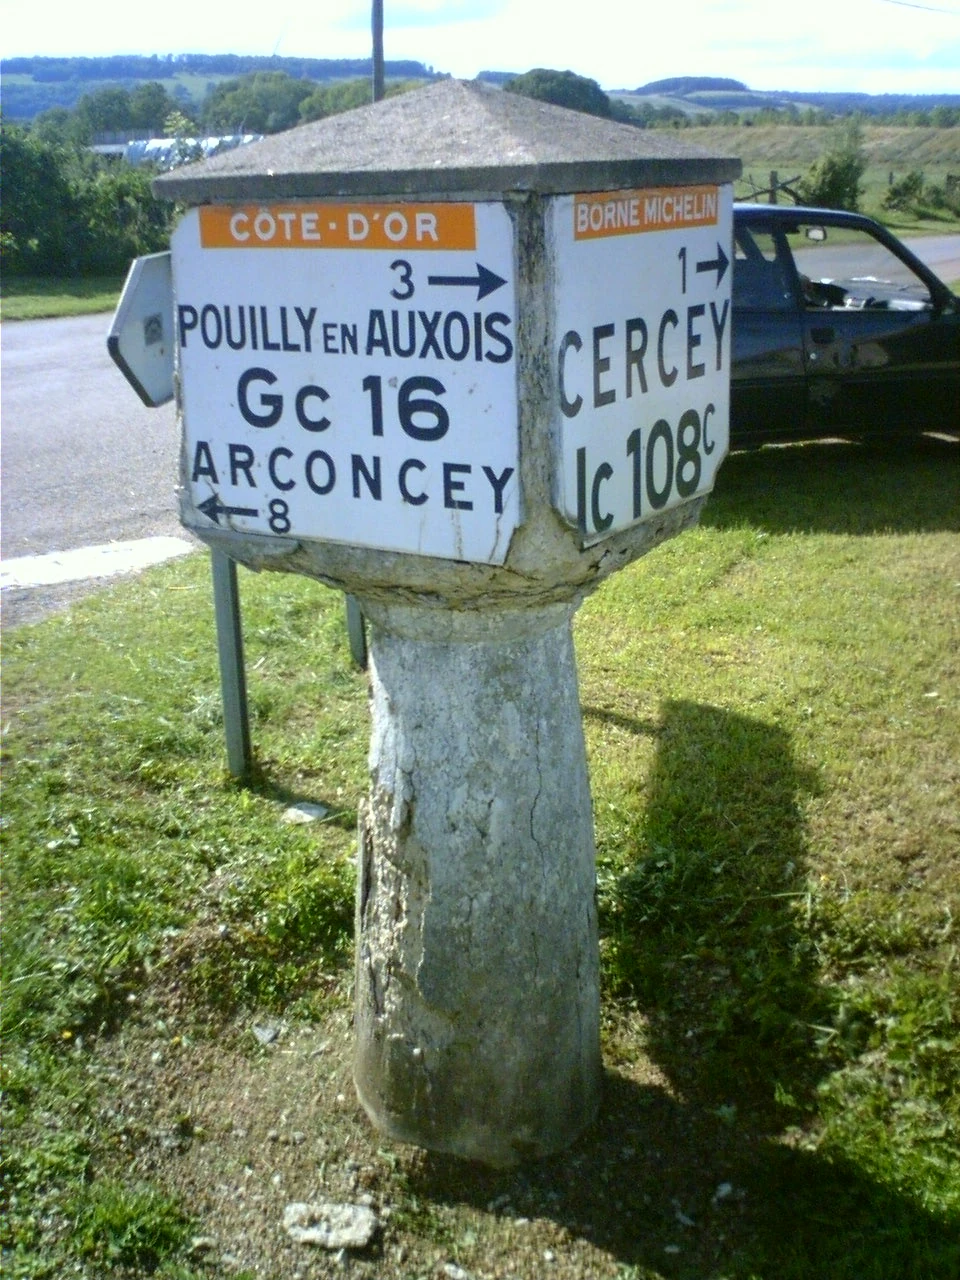 CÔTE·D'OR
3 →
POUILLY EN AUXOIS
Gc 16
ARCONCEY
← 8
BORNE MICHELIN
1 →
CERCEY
Ic 108c